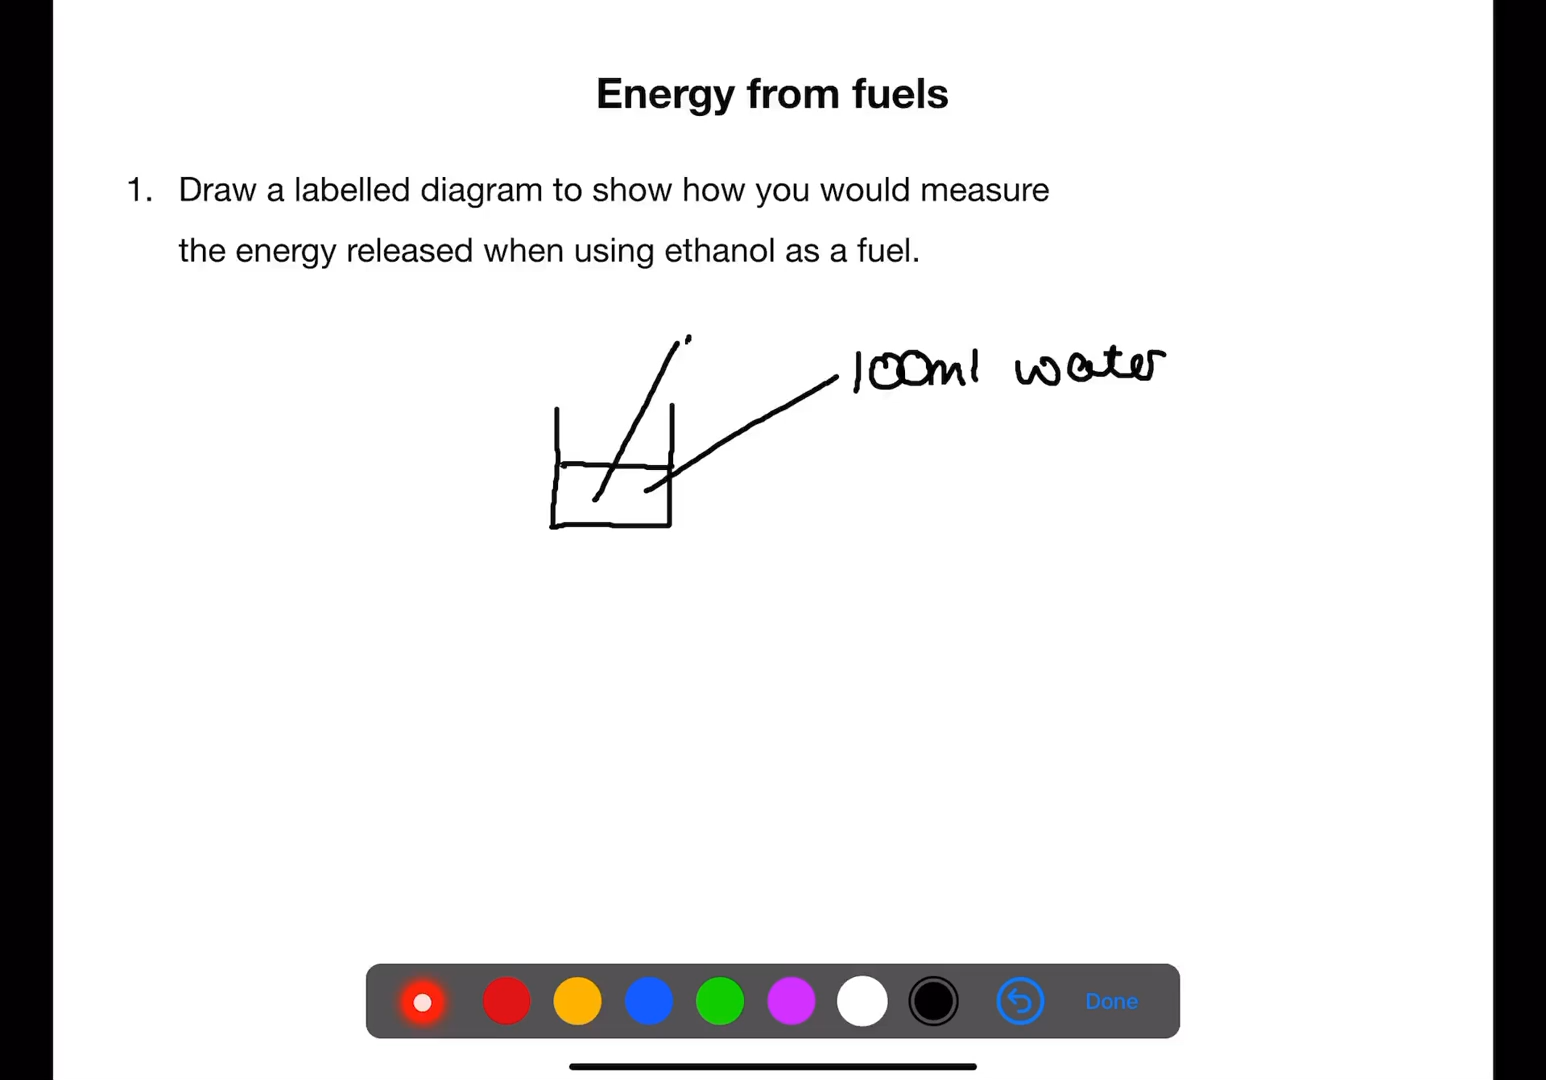 Energy from fuels
1. Draw a labelled diagram to show how you would measure
the energy released when using ethanol as a fuel.
100ml water
Done